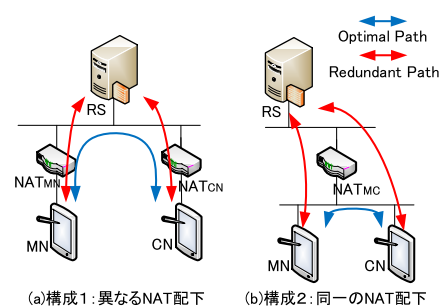 Optimal Path
Redundant Path
RS
NATMN
NATCN
MN
CN
(a)構成1:異なるNAT配下
RS
NATMC
MN
CN
(b)構成2:同一のNAT配下